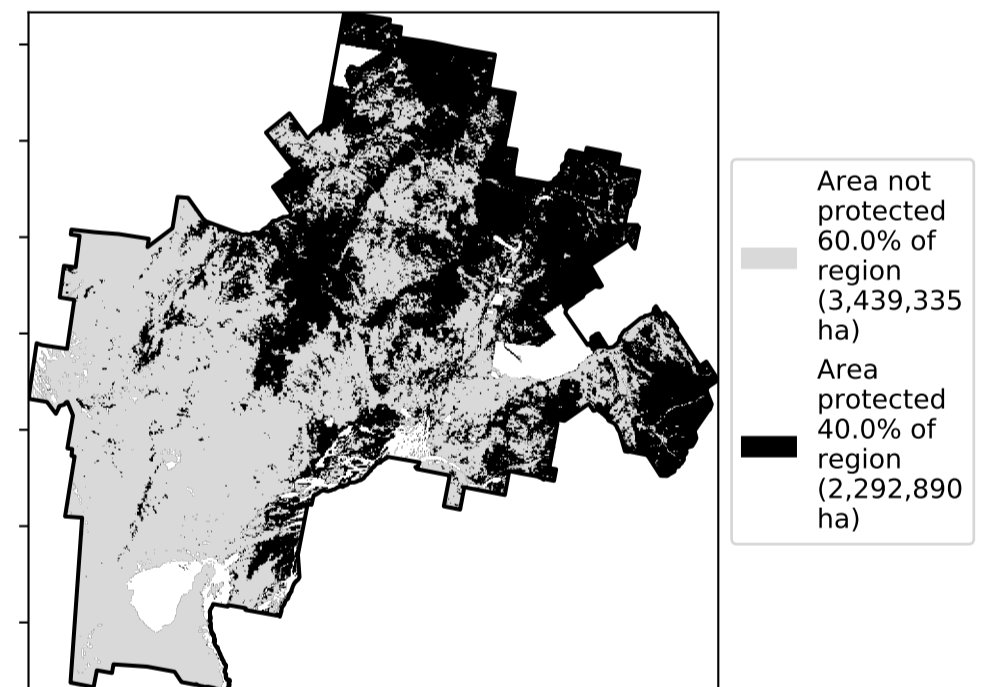 Area not
protected
60.0% of
region
(3,439,335
ha)
Area
protected
40.0% of
region
(2,292,890
ha)